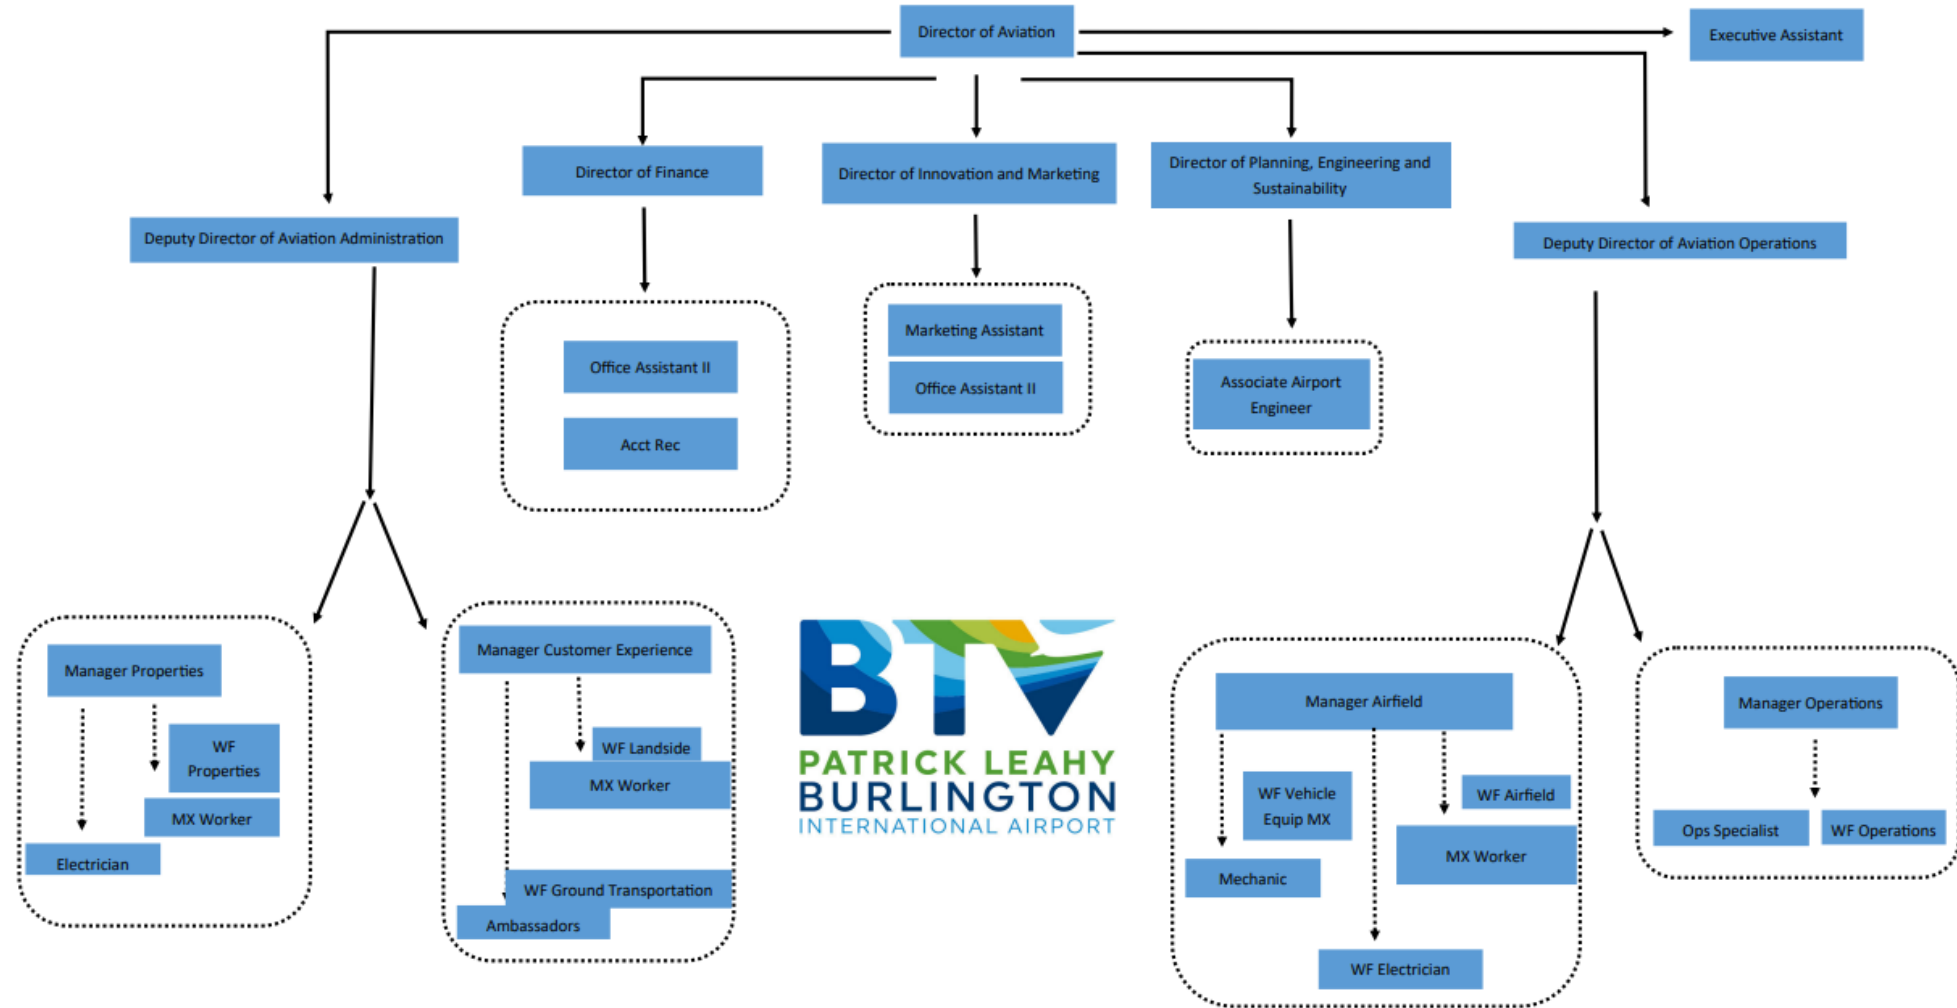 Director of Aviation
Executive Assistant
Director of Finance
Director of Innovation and Marketing
Director of Planning, Engineering and
Sustainability
Deputy Director of Aviation Administration
Deputy Director of Aviation Operations
Office Assistant II
Acct Rec
Marketing Assistant
Office Assistant II
Associate Airport
Engineer
Manager Properties
WF
Properties
MX Worker
Electrician
Manager Customer Experience
WF Landside
MX Worker
WF Ground Transportation
Ambassadors
BTV
PATRICK LEAHY
BURLINGTON
INTERNATIONAL AIRPORT
Manager Airfield
WF Vehicle
Equip MX
Mechanic
WF Airfield
MX Worker
WF Electrician
Manager Operations
Ops Specialist
WF Operations